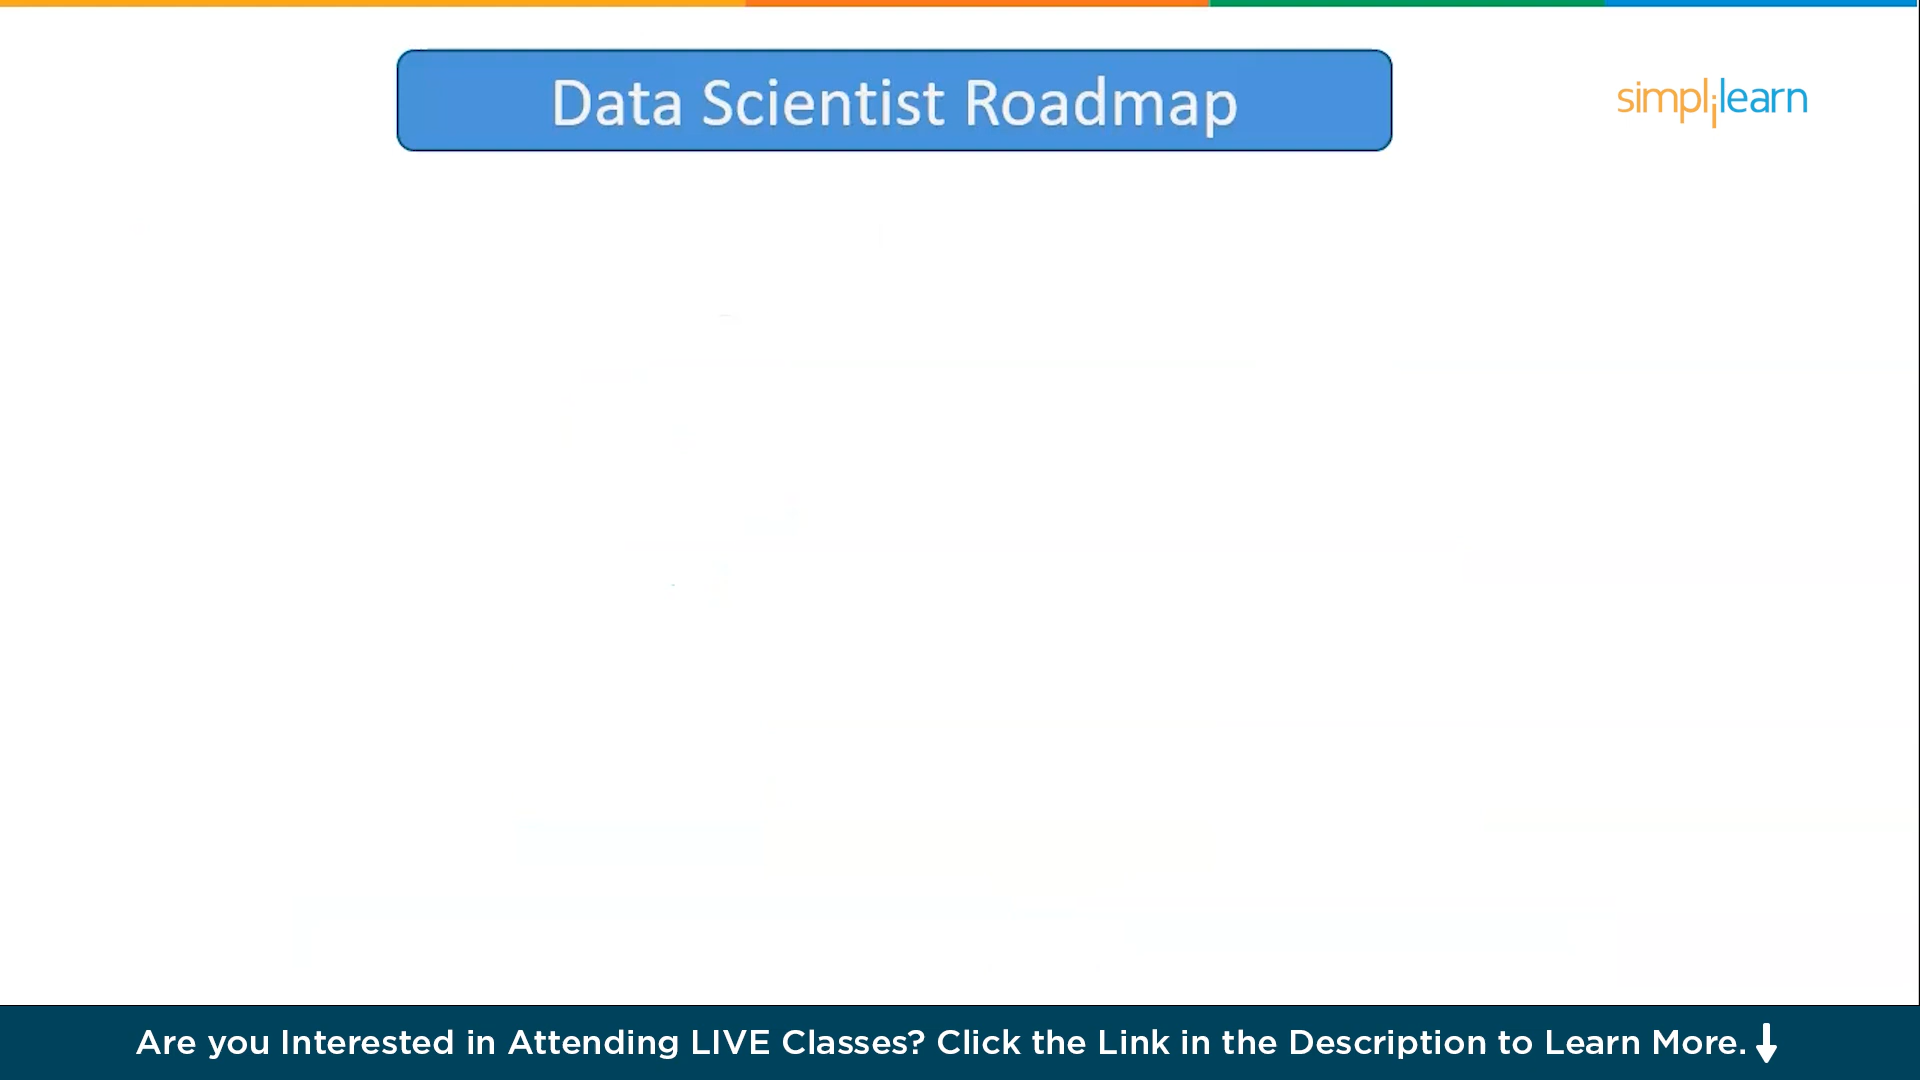 Data Scientist Roadmap
simplilearn
Are you Interested in Attending LIVE Classes? Click the Link in the Description to Learn More.